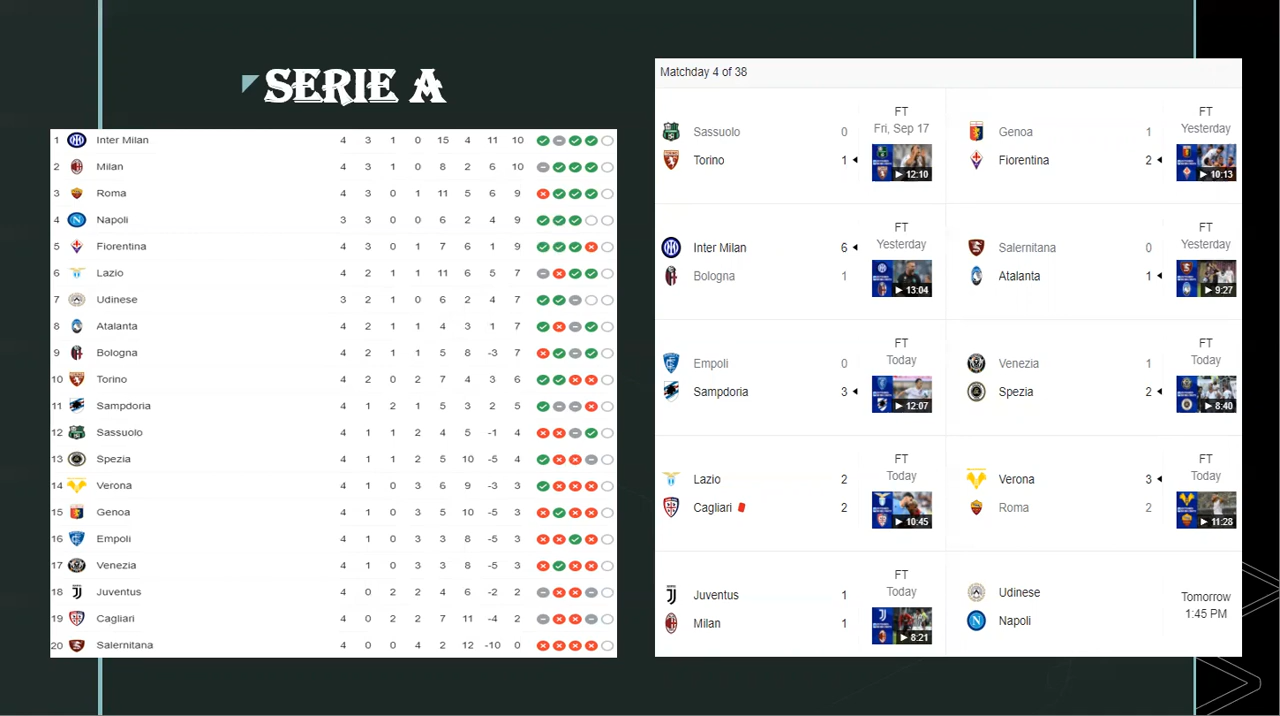 SERIE A
1 Inter Milan 4 3 1 0 15 4 11 10
2 Milan 4 3 1 0 8 2 6 10
3 Roma 4 3 0 1 11 5 6 9
4 Napoli 3 3 0 0 6 2 4 9
5 Fiorentina 4 3 0 1 7 6 1 9
6 Lazio 4 2 1 1 11 6 5 7
7 Udinese 3 2 1 0 6 2 4 7
8 Atalanta 4 2 1 1 4 3 1 7
9 Bologna 4 2 1 1 5 8 -3 7
10 Torino 4 2 0 2 7 4 3 6
11 Sampdoria 4 1 2 1 5 3 2 5
12 Sassuolo 4 1 1 2 4 5 -1 4
13 Spezia 4 1 1 2 5 10 -5 4
14 Verona 4 1 0 3 6 9 -3 3
15 Genoa 4 1 0 3 5 10 -5 3
16 Empoli 4 1 0 3 3 8 -5 3
17 Venezia 4 1 0 3 3 8 -5 3
18 Juventus 4 0 2 2 4 6 -2 2
19 Cagliari 4 0 2 2 7 11 -4 2
20 Salernitana 4 0 0 4 2 12 -10 0
Matchday 4 of 38
FT
Fri, Sep 17
Sassuolo 0
Torino 1
12:10
FT
Yesterday
Genoa 1
Fiorentina 2
10:13
FT
Yesterday
Inter Milan 6
Bologna 1
13:04
FT
Yesterday
Salernitana 0
Atalanta 1
9:27
FT
Today
Empoli 0
Sampdoria 3
12:07
FT
Today
Venezia 1
Spezia 2
8:40
FT
Today
Lazio 2
Cagliari 2
10:45
FT
Today
Verona 3
Roma 2
11:28
FT
Today
Juventus 1
Milan 1
8:21
Udinese
Napoli
Tomorrow
1:45 PM